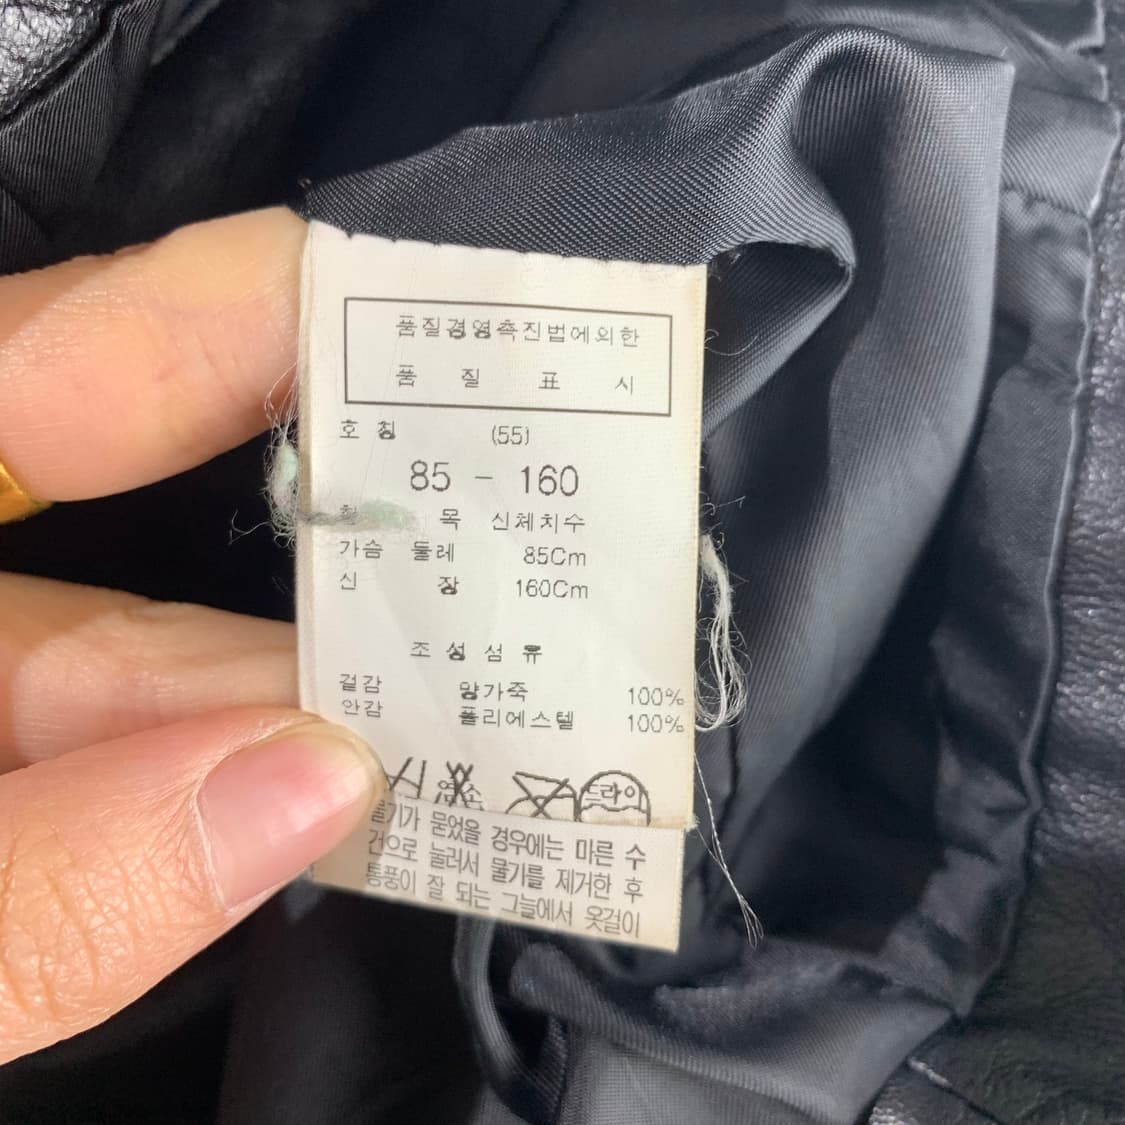 품질경영촉진법에의한
품 질 표 시
호 칭 (55)
85 - 160
항 목 신체치수
가슴 둘레 85Cm
신 장 160Cm
조 성 섬 유
겉감 양가죽 100%
안감 폴리에스텔 100%
염소 드라이
물기가 묻었을 경우에는 마른 수
건으로 눌러서 물기를 제거한 후
통풍이 잘 되는 그늘에서 옷걸이